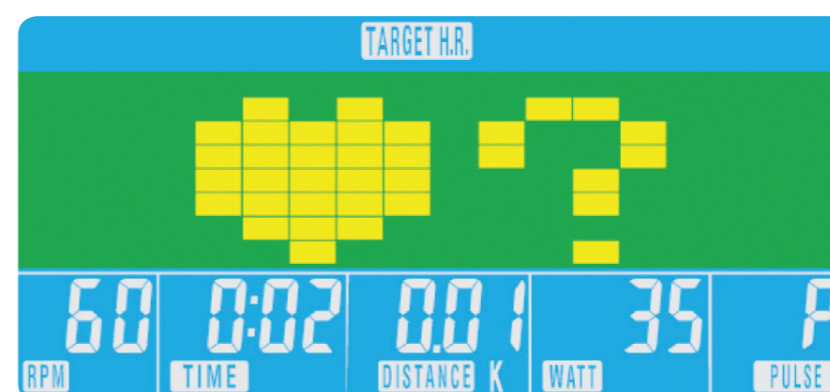 TARGET H.R.
?
60 0:02 0.01 35 P
RPM TIME DISTANCE K WATT PULSE